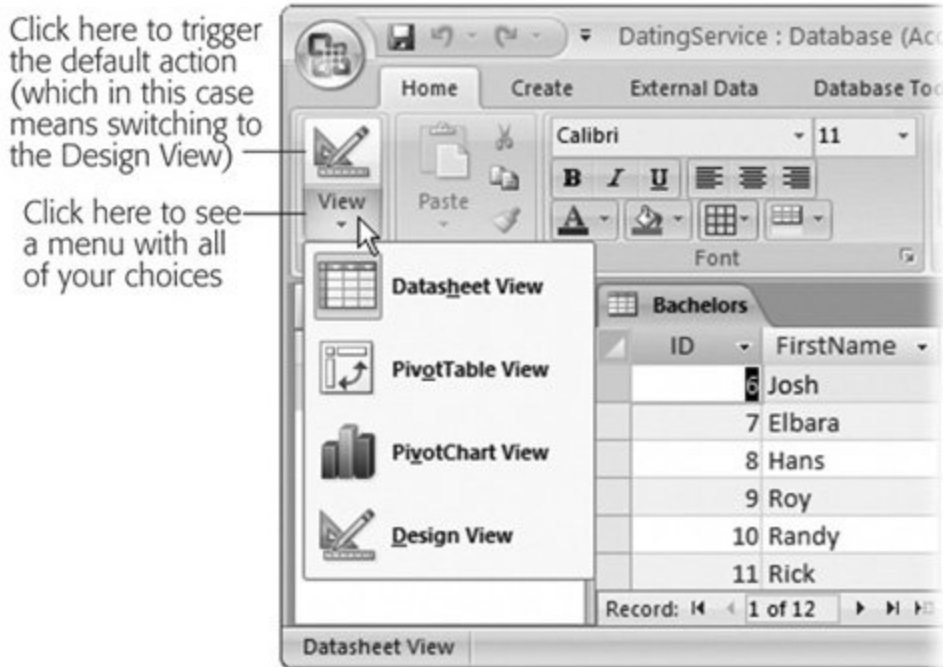 Click here to trigger
the default action
(which in this case
means switching to
the Design View)
Click here to see
a menu with all
of your choices
DatingService : Database (Acc
Home Create External Data Database Too
View
Paste
Calibri 11
B I U
A
Font
Datasheet View
PivotTable View
PivotChart View
Design View
Bachelors
ID FirstName
6 Josh
7 Elbara
8 Hans
9 Roy
10 Randy
11 Rick
Record: 1 of 12
Datasheet View